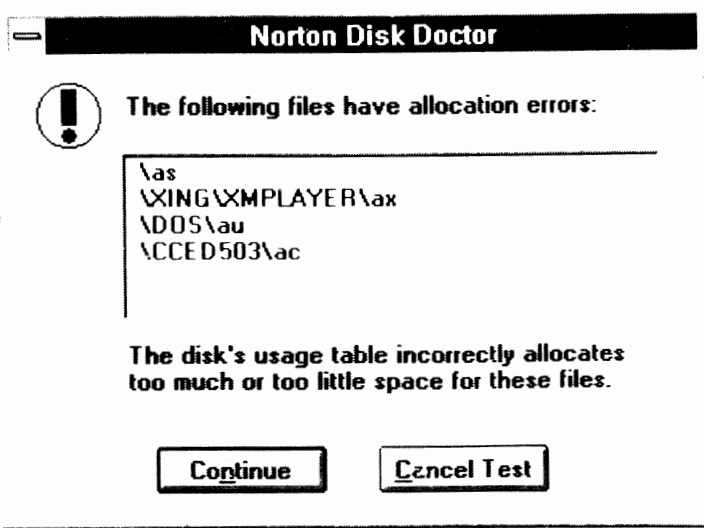 Norton Disk Doctor
The following files have allocation errors:
\as
\XING\XMPLAYER\ax
\DOS\au
\CCED503\ac
The disk's usage table incorrectly allocates
too much or too little space for these files.
Continue
Cancel Test